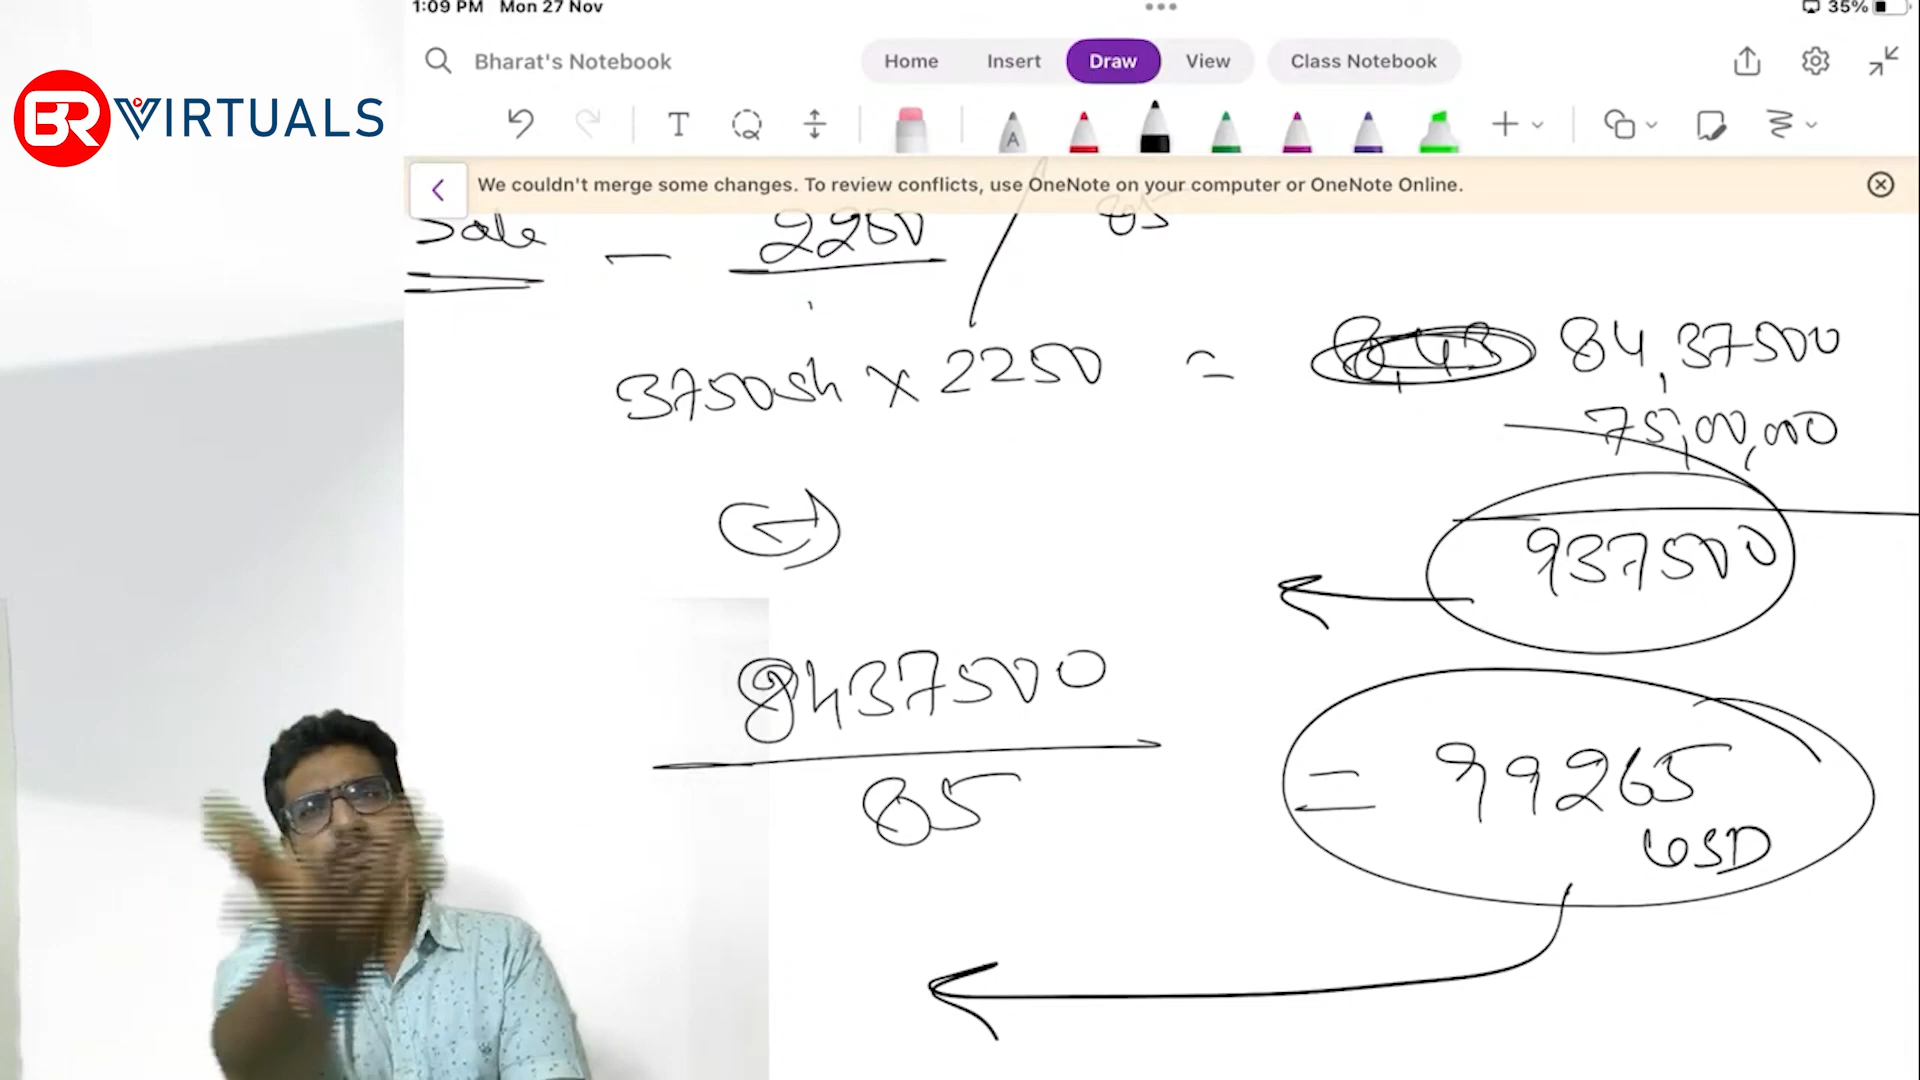 1:09 PM Mon 27 Nov
35%
BR VIRTUALS
Bharat's Notebook
Home Insert Draw View Class Notebook
T
A
We couldn't merge some changes. To review conflicts, use OneNote on your computer or OneNote Online.
Sale — 2250
85
3750sh × 2250 = 84,37500
75,00,000
937500
8437500
85
= 99265
USD